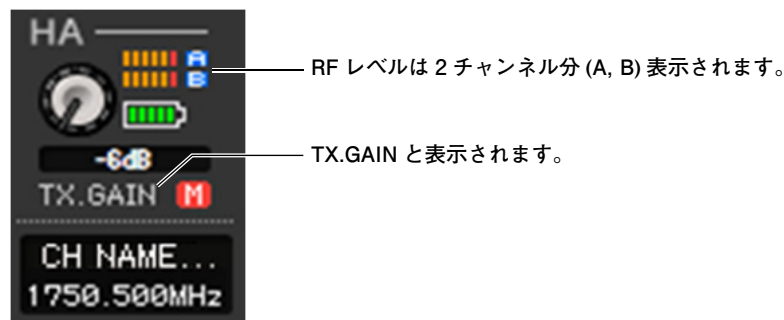 HA
A
B
RF レベルは 2 チャンネル分 (A, B) 表示されます。
-6dB
TX.GAIN と表示されます。
TX.GAIN M
CH NAME...
1750.500MHz